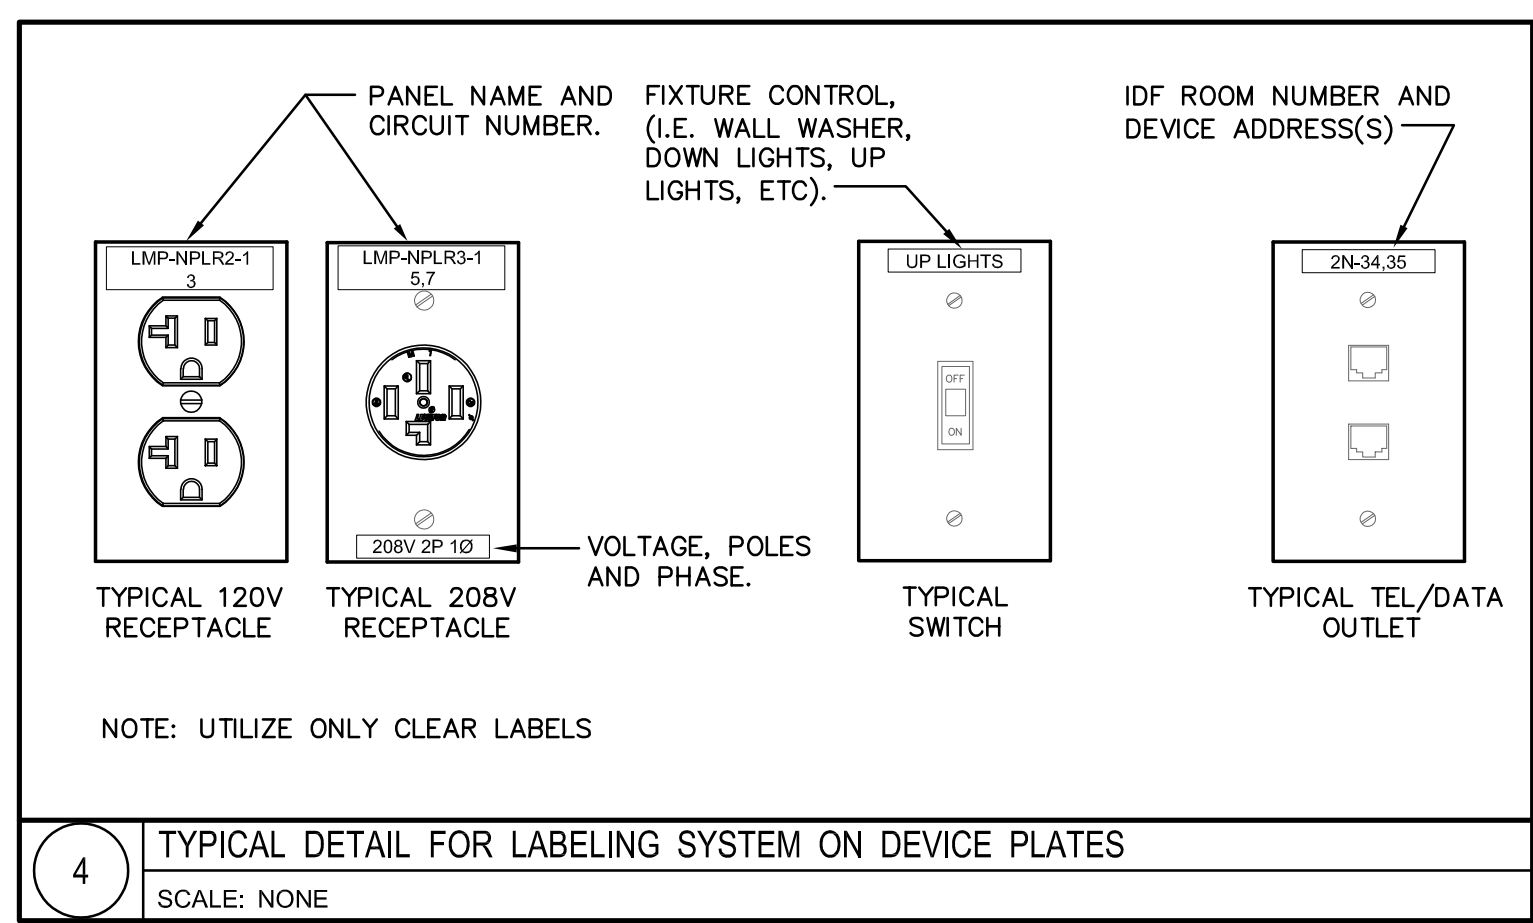 PANEL NAME AND
CIRCUIT NUMBER.
FIXTURE CONTROL,
(I.E. WALL WASHER,
DOWN LIGHTS, UP
LIGHTS, ETC).
IDF ROOM NUMBER AND
DEVICE ADDRESS(S)
LMP-NPLR2-1
3
LMP-NPLR3-1
5,7
UP LIGHTS
2N-34,35
OFF
ON
208V 2P 1Ø
VOLTAGE, POLES
AND PHASE.
TYPICAL 120V
RECEPTACLE
TYPICAL 208V
RECEPTACLE
TYPICAL
SWITCH
TYPICAL TEL/DATA
OUTLET
NOTE: UTILIZE ONLY CLEAR LABELS
4
TYPICAL DETAIL FOR LABELING SYSTEM ON DEVICE PLATES
SCALE: NONE